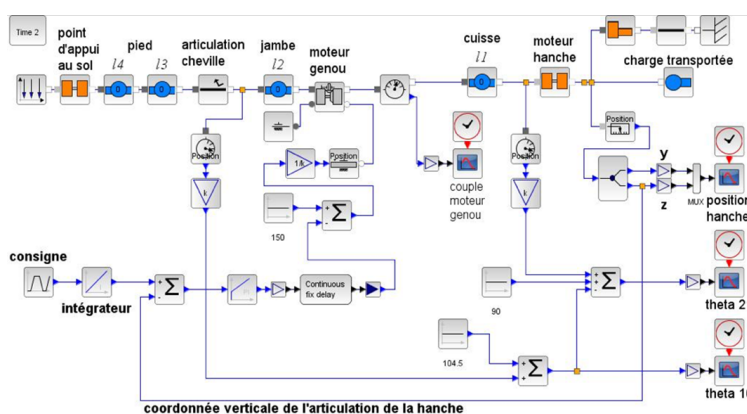 Time 2
point
d'appui
au sol
pied
l4
l3
articulation
cheville
jambe
l2
moteur
genou
cuisse
l1
moteur
hanche
charge transportée
Position
k
1/k
Position
150
couple
moteur
genou
Position
k
Position
y
z
MUX
position
hanche
consigne
intégrateur
Σ
Σ
Continuous
fix delay
90
Σ
theta 2
104.5
Σ
theta 1
coordonnée verticale de l'articulation de la hanche